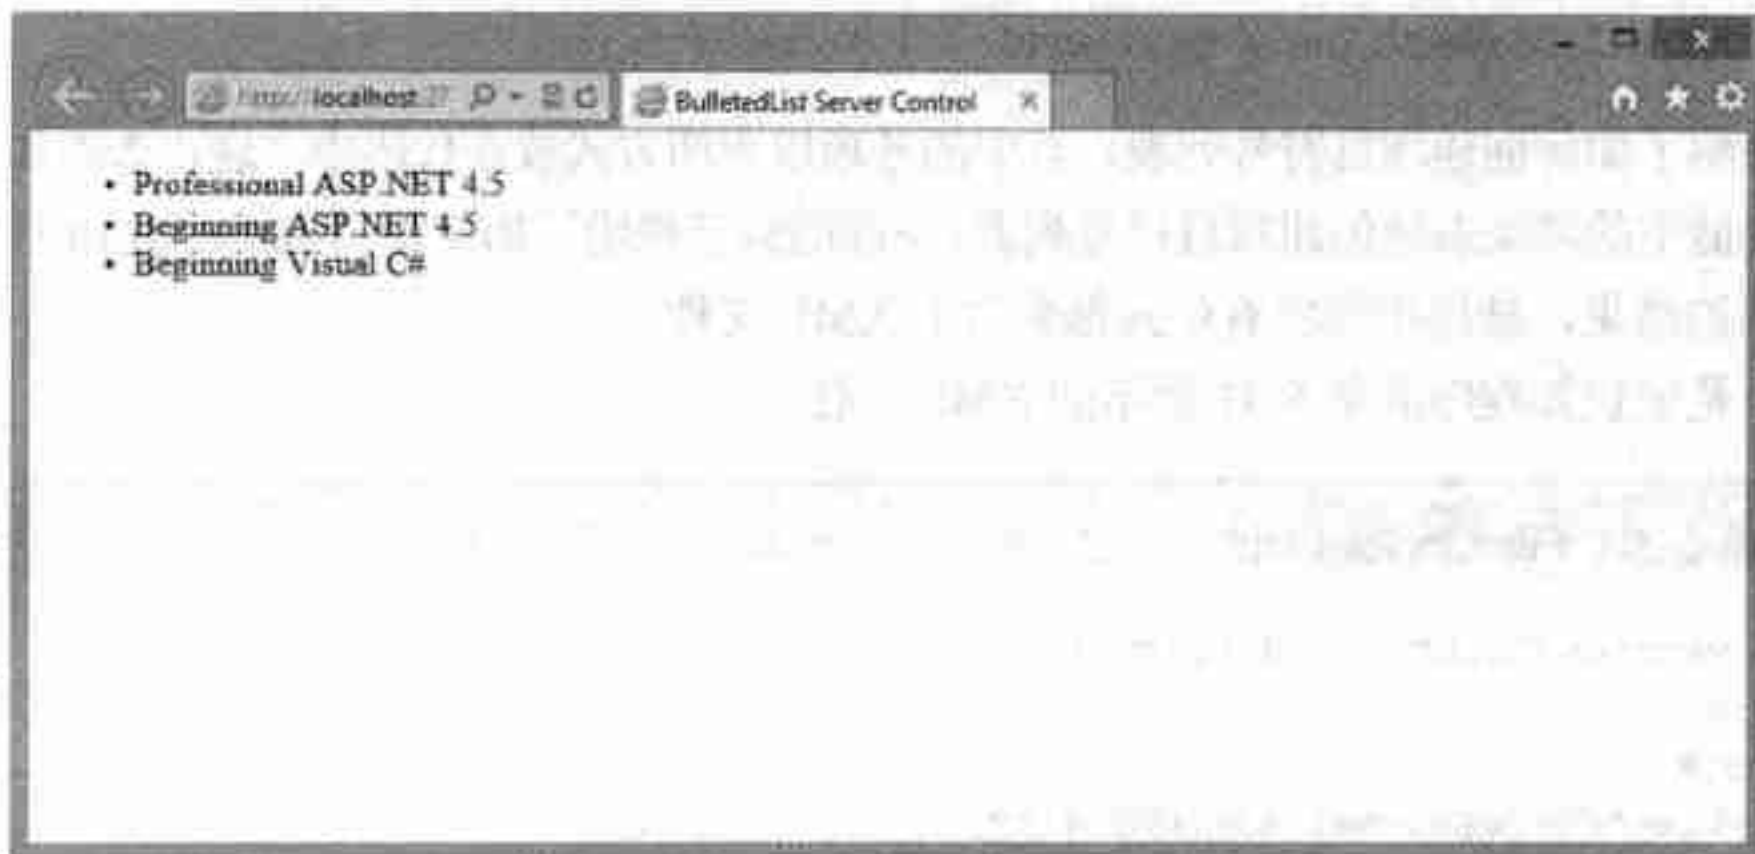 localhost
BulletedList Server Control
• Professional ASP.NET 4.5
• Beginning ASP.NET 4.5
• Beginning Visual C#